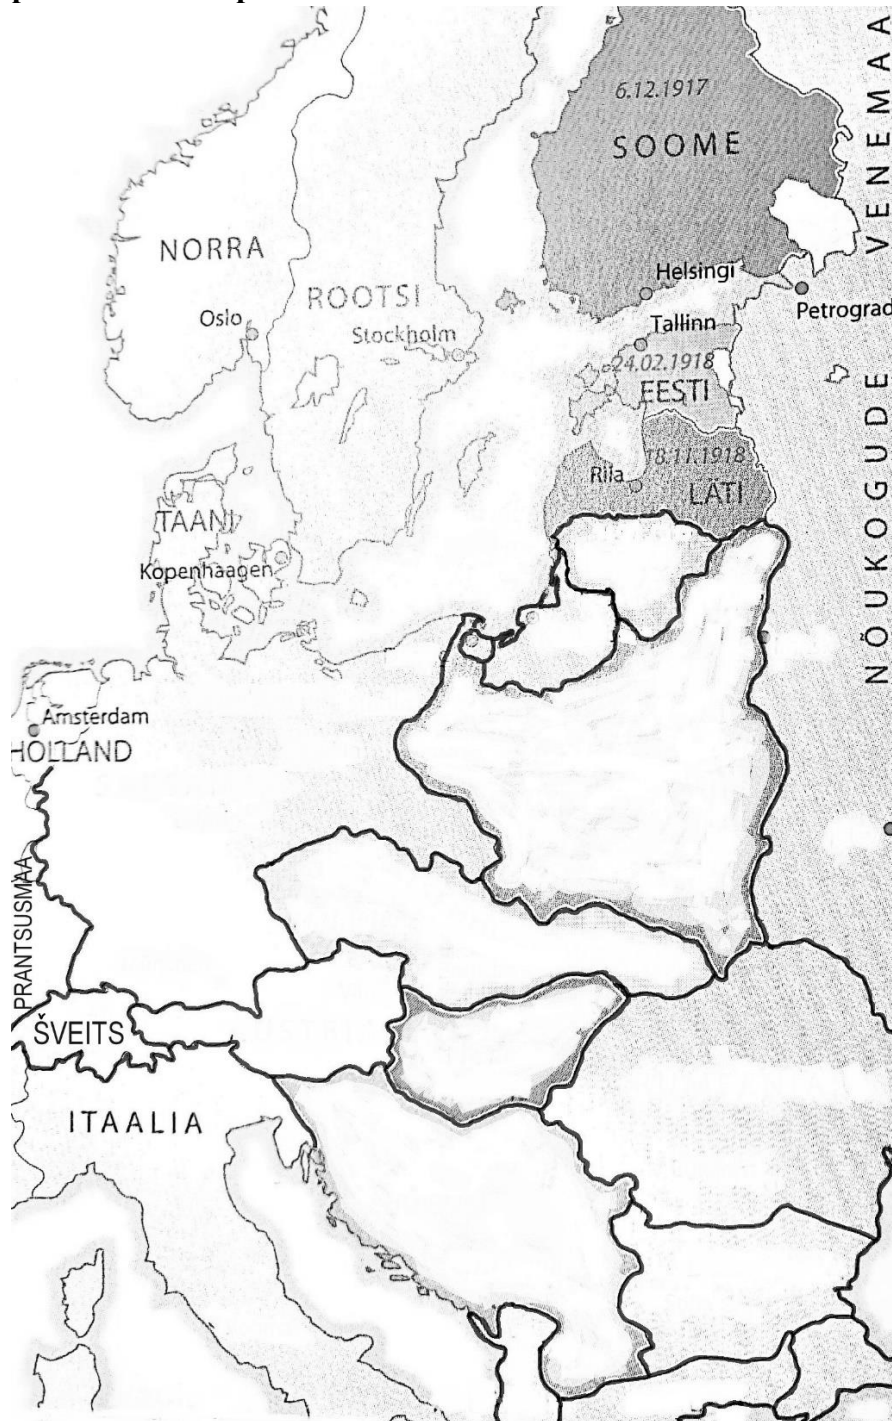 6.12.1917
SOOME
NORRA
Helsingi
ROOTSI
Oslo
Petrograd
Tallinn
Stockholm
24.02.1918
EESTI
18.11.1918
Riia
LÄTI
TAANI
Kopenhaagen
NÕUKOGUDE VENEMAA
Amsterdam
HOLLAND
PRANTSUSMAA
ŠVEITS
ITAALIA